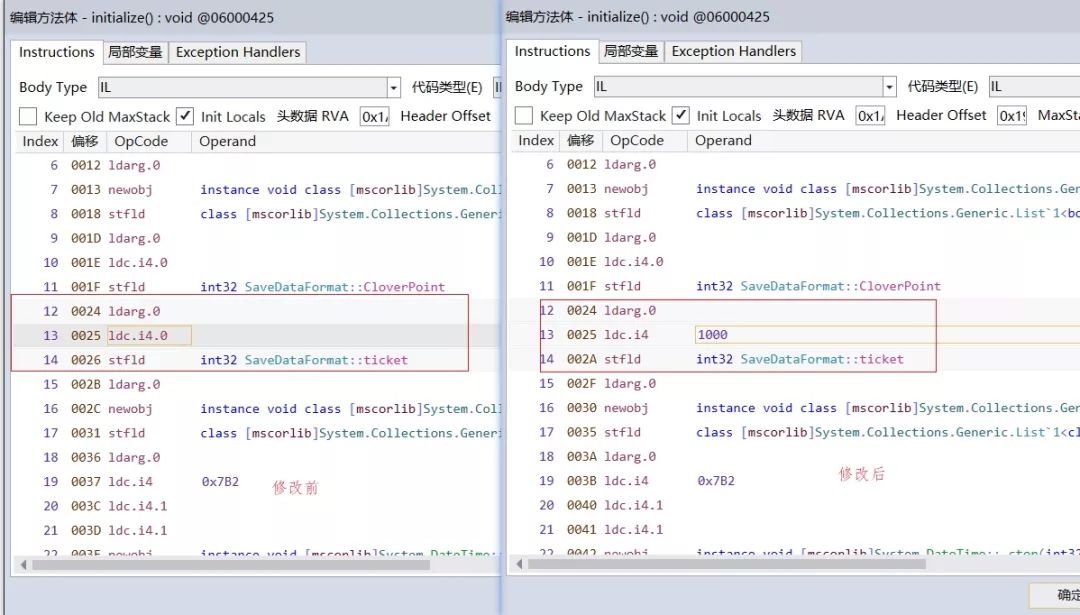 编辑方法体 - initialize() : void @06000425
Instructions 局部变量 Exception Handlers
Body Type IL 代码类型(E)
Keep Old MaxStack Init Locals 头数据 RVA 0x1 Header Offset
Index 偏移 OpCode Operand
6 0012 ldarg.0
7 0013 newobj instance void class [mscorlib]System.Col
8 0018 stfld class [mscorlib]System.Collections.Generi
9 001D ldarg.0
10 001E ldc.i4.0
11 001F stfld int32 SaveDataFormat::CloverPoint
12 0024 ldarg.0
13 0025 ldc.i4.0
14 0026 stfld int32 SaveDataFormat::ticket
15 002B ldarg.0
16 002C newobj instance void class [mscorlib]System.Col
17 0031 stfld class [mscorlib]System.Collections.Generi
18 0036 ldarg.0
19 0037 ldc.i4 0x7B2
修改前
20 003C ldc.i4.1
21 003D ldc.i4.1
22 003E newobj instance void [mscorlib]System.DateTime::
编辑方法体 - initialize() : void @06000425
Instructions 局部变量 Exception Handlers
Body Type IL 代码类型(E) IL
Keep Old MaxStack Init Locals 头数据 RVA 0x1 Header Offset 0x1 MaxSta
Index 偏移 OpCode Operand
6 0012 ldarg.0
7 0013 newobj instance void class [mscorlib]System.Collections.Gen
8 0018 stfld class [mscorlib]System.Collections.Generic.List`1<bo
9 001D ldarg.0
10 001E ldc.i4.0
11 001F stfld int32 SaveDataFormat::CloverPoint
12 0024 ldarg.0
13 0025 ldc.i4 1000
14 002A stfld int32 SaveDataFormat::ticket
15 002F ldarg.0
16 0030 newobj instance void class [mscorlib]System.Collections.Gen
17 0035 stfld class [mscorlib]System.Collections.Generic.List`1<cl
18 003A ldarg.0
19 003B ldc.i4 0x7B2
修改后
20 0040 ldc.i4.1
21 0041 ldc.i4.1
22 0042 newobj instance void [mscorlib]System.DateTime::.ctor(int3
确定